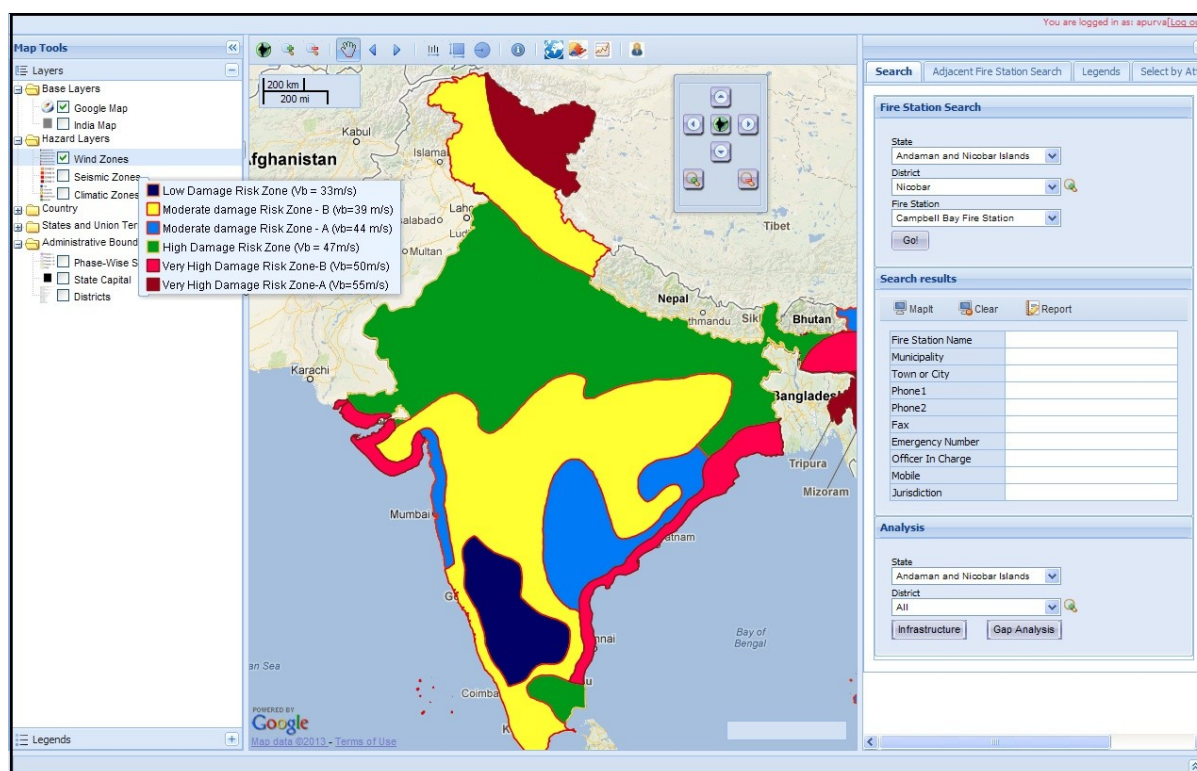 You are logged in as: apurva[Log ou
Map Tools
Layers
Base Layers
Google Map
India Map
Hazard Layers
Wind Zones
Seismic Zones
Climatic Zones
Country
States and Union Ter
Administrative Bound
Phase-Wise S
State Capital
Districts
Legends
Low Damage Risk Zone (Vb = 33m/s)
Moderate damage Risk Zone - B (vb=39 m/s)
Moderate damage Risk Zone - A (vb=44 m/s)
High Damage Risk Zone (Vb = 47m/s)
Very High Damage Risk Zone-B (Vb=50m/s)
Very High Damage Risk Zone-A (Vb=55m/s)
200 km
200 mi
Kabul
Islama
fghanistan
Laho
salabado
Lud
Multan
Tibet
Nepal
thmandu
Sik
Bhutan
Karachi
Bangladesh
Tripura
Mizoram
Mumbai
atnam
G
nnai
Bay of
Bengal
an Sea
Coimba
u
K
POWERED BY
Google
Map data ©2013 - Terms of Use
Search
Adjacent Fire Station Search
Legends
Select by Att
Fire Station Search
State
Andaman and Nicobar Islands
District
Nicobar
Fire Station
Campbell Bay Fire Station
Go!
Search results
MapIt
Clear
Report
Fire Station Name
Municipality
Town or City
Phone1
Phone2
Fax
Emergency Number
Officer In Charge
Mobile
Jurisdiction
Analysis
State
Andaman and Nicobar Islands
District
All
Infrastructure
Gap Analysis